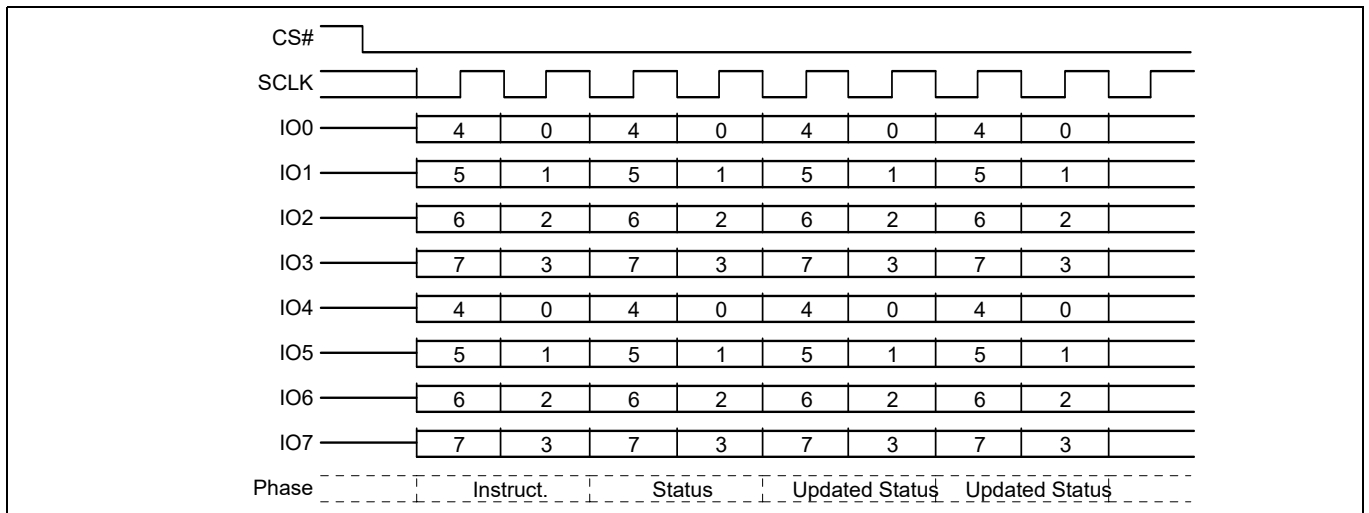 CS#
SCLK
IO0 4 0 4 0 4 0 4 0
IO1 5 1 5 1 5 1 5 1
IO2 6 2 6 2 6 2 6 2
IO3 7 3 7 3 7 3 7 3
IO4 4 0 4 0 4 0 4 0
IO5 5 1 5 1 5 1 5 1
IO6 6 2 6 2 6 2 6 2
IO7 7 3 7 3 7 3 7 3
Phase Instruct. Status Updated Status Updated Status